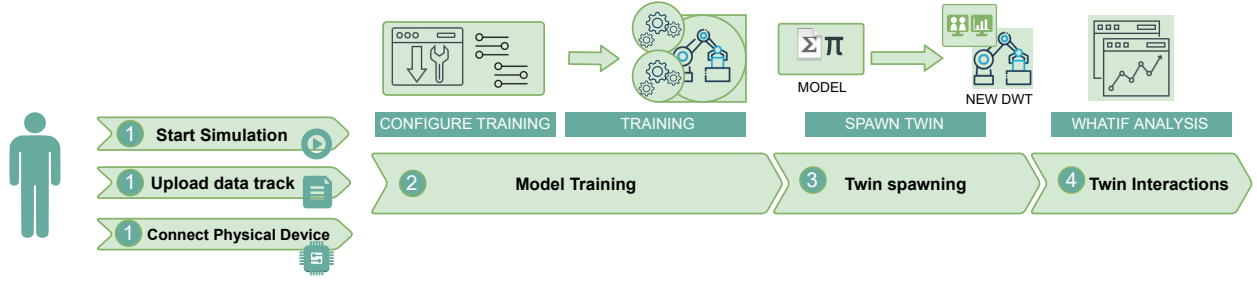 MODEL
NEW DWT
CONFIGURE TRAINING
TRAINING
SPAWN TWIN
WHATIF ANALYSIS
1 Start Simulation
1 Upload data track
1 Connect Physical Device
2 Model Training
3 Twin spawning
4 Twin Interactions
Σ π